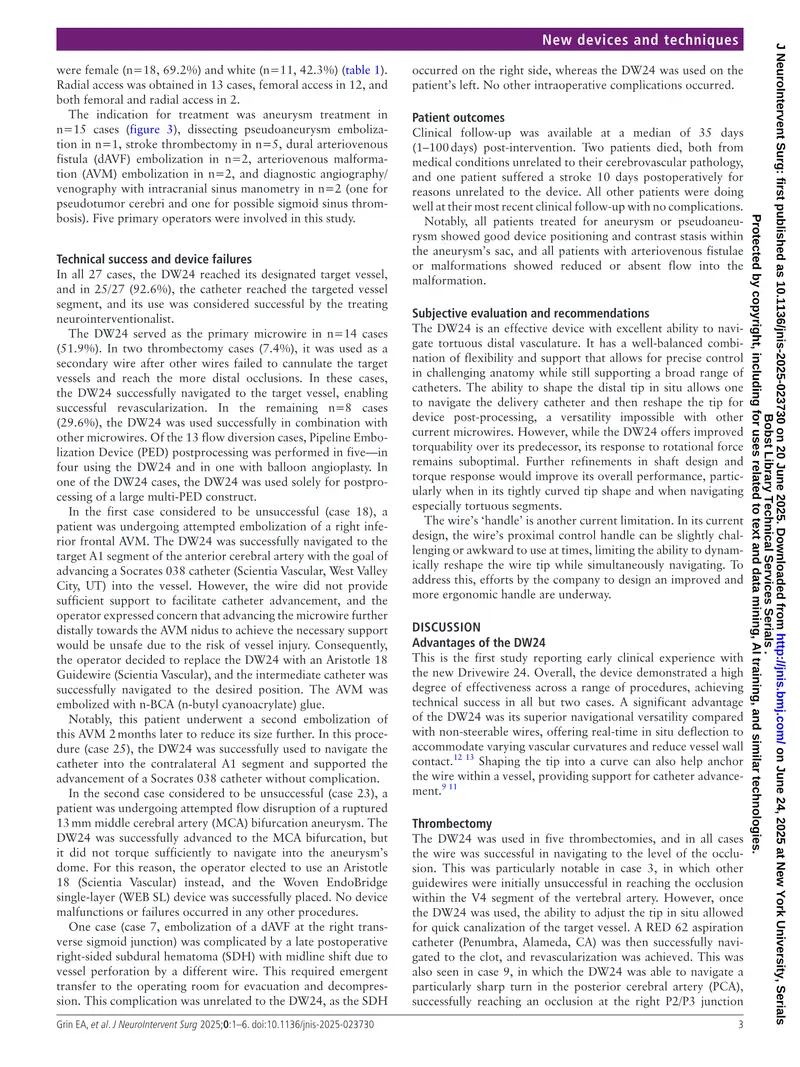 New devices and techniques
were female (n=18, 69.2%) and white (n=11, 42.3%) (table 1).
Radial access was obtained in 13 cases, femoral access in 12, and
both femoral and radial access in 2.
The indication for treatment was aneurysm treatment in
n=15 cases (figure 3), dissecting pseudoaneurysm emboliza-
tion in n=1, stroke thrombectomy in n=5, dural arteriovenous
fistula (dAVF) embolization in n=2, arteriovenous malforma-
tion (AVM) embolization in n=2, and diagnostic angiography/
venography with intracranial sinus manometry in n=2 (one for
pseudotumor cerebri and one for possible sigmoid sinus throm-
bosis). Five primary operators were involved in this study.
Technical success and device failures
In all 27 cases, the DW24 reached its designated target vessel,
and in 25/27 (92.6%), the catheter reached the targeted vessel
segment, and its use was considered successful by the treating
neurointerventionalist.
The DW24 served as the primary microwire in n=14 cases
(51.9%). In two thrombectomy cases (7.4%), it was used as a
secondary wire after other wires failed to cannulate the target
vessels and reach the more distal occlusions. In these cases,
the DW24 successfully navigated to the target vessel, enabling
successful revascularization. In the remaining n=8 cases
(29.6%), the DW24 was used successfully in combination with
other microwires. Of the 13 flow diversion cases, Pipeline Embo-
lization Device (PED) postprocessing was performed in five—in
four using the DW24 and in one with balloon angioplasty. In
one of the DW24 cases, the DW24 was used solely for postpro-
cessing of a large multi-PED construct.
In the first case considered to be unsuccessful (case 18), a
patient was undergoing attempted embolization of a right infe-
rior frontal AVM. The DW24 was successfully navigated to the
target A1 segment of the anterior cerebral artery with the goal of
advancing a Socrates 038 catheter (Scientia Vascular, West Valley
City, UT) into the vessel. However, the wire did not provide
sufficient support to facilitate catheter advancement, and the
operator expressed concern that advancing the microwire further
distally towards the AVM nidus to achieve the necessary support
would be unsafe due to the risk of vessel injury. Consequently,
the operator decided to replace the DW24 with an Aristotle 18
Guidewire (Scientia Vascular), and the intermediate catheter was
successfully navigated to the desired position. The AVM was
embolized with n-BCA (n-butyl cyanoacrylate) glue.
Notably, this patient underwent a second embolization of
this AVM 2 months later to reduce its size further. In this proce-
dure (case 25), the DW24 was successfully used to navigate the
catheter into the contralateral A1 segment and supported the
advancement of a Socrates 038 catheter without complication.
In the second case considered to be unsuccessful (case 23), a
patient was undergoing attempted flow disruption of a ruptured
13 mm middle cerebral artery (MCA) bifurcation aneurysm. The
DW24 was successfully advanced to the MCA bifurcation, but
it did not torque sufficiently to navigate into the aneurysm's
dome. For this reason, the operator elected to use an Aristotle
18 (Scientia Vascular) instead, and the Woven EndoBridge
single-layer (WEB SL) device was successfully placed. No device
malfunctions or failures occurred in any other procedures.
One case (case 7, embolization of a dAVF at the right trans-
verse sigmoid junction) was complicated by a late postoperative
right-sided subdural hematoma (SDH) with midline shift due to
vessel perforation by a different wire. This required emergent
transfer to the operating room for evacuation and decompres-
sion. This complication was unrelated to the DW24, as the SDH
occurred on the right side, whereas the DW24 was used on the
patient's left. No other intraoperative complications occurred.
Patient outcomes
Clinical follow-up was available at a median of 35 days
(1–100 days) post-intervention. Two patients died, both from
medical conditions unrelated to their cerebrovascular pathology,
and one patient suffered a stroke 10 days postoperatively for
reasons unrelated to the device. All other patients were doing
well at their most recent clinical follow-up with no complications.
Notably, all patients treated for aneurysm or pseudoaneu-
rysm showed good device positioning and contrast stasis within
the aneurysm's sac, and all patients with arteriovenous fistulae
or malformations showed reduced or absent flow into the
malformation.
Subjective evaluation and recommendations
The DW24 is an effective device with excellent ability to navi-
gate tortuous distal vasculature. It has a well-balanced combi-
nation of flexibility and support that allows for precise control
in challenging anatomy while still supporting a broad range of
catheters. The ability to shape the distal tip in situ allows one
to navigate the delivery catheter and then reshape the tip for
device post-processing, a versatility impossible with other
current microwires. However, while the DW24 offers improved
torquability over its predecessor, its response to rotational force
remains suboptimal. Further refinements in shaft design and
torque response would improve its overall performance, partic-
ularly when in its tightly curved tip shape and when navigating
especially tortuous segments.
The wire's 'handle' is another current limitation. In its current
design, the wire's proximal control handle can be slightly chal-
lenging or awkward to use at times, limiting the ability to dynam-
ically reshape the wire tip while simultaneously navigating. To
address this, efforts by the company to design an improved and
more ergonomic handle are underway.
DISCUSSION
Advantages of the DW24
This is the first study reporting early clinical experience with
the new Drivewire 24. Overall, the device demonstrated a high
degree of effectiveness across a range of procedures, achieving
technical success in all but two cases. A significant advantage
of the DW24 was its superior navigational versatility compared
with non-steerable wires, offering real-time in situ deflection to
accommodate varying vascular curvatures and reduce vessel wall
contact.12 13 Shaping the tip into a curve can also help anchor
the wire within a vessel, providing support for catheter advance-
ment.9 11
Thrombectomy
The DW24 was used in five thrombectomies, and in all cases
the wire was successful in navigating to the level of the occlu-
sion. This was particularly notable in case 3, in which other
guidewires were initially unsuccessful in reaching the occlusion
within the V4 segment of the vertebral artery. However, once
the DW24 was used, the ability to adjust the tip in situ allowed
for quick canalization of the target vessel. A RED 62 aspiration
catheter (Penumbra, Alameda, CA) was then successfully navi-
gated to the clot, and revascularization was achieved. This was
also seen in case 9, in which the DW24 was able to navigate a
particularly sharp turn in the posterior cerebral artery (PCA),
successfully reaching an occlusion at the right P2/P3 junction
Grin EA, et al. J NeuroIntervent Surg 2025;0:1–6. doi:10.1136/jnis-2025-023730
3
J NeuroIntervent Surg: first published as 10.1136/jnis-2025-023730 on 20 June 2025. Downloaded from http://jnis.bmj.com/ on June 24, 2025 at New York University, Serials
Bobst Library Technical Services Serials .
Protected by copyright, including for uses related to text and data mining, AI training, and similar technologies.